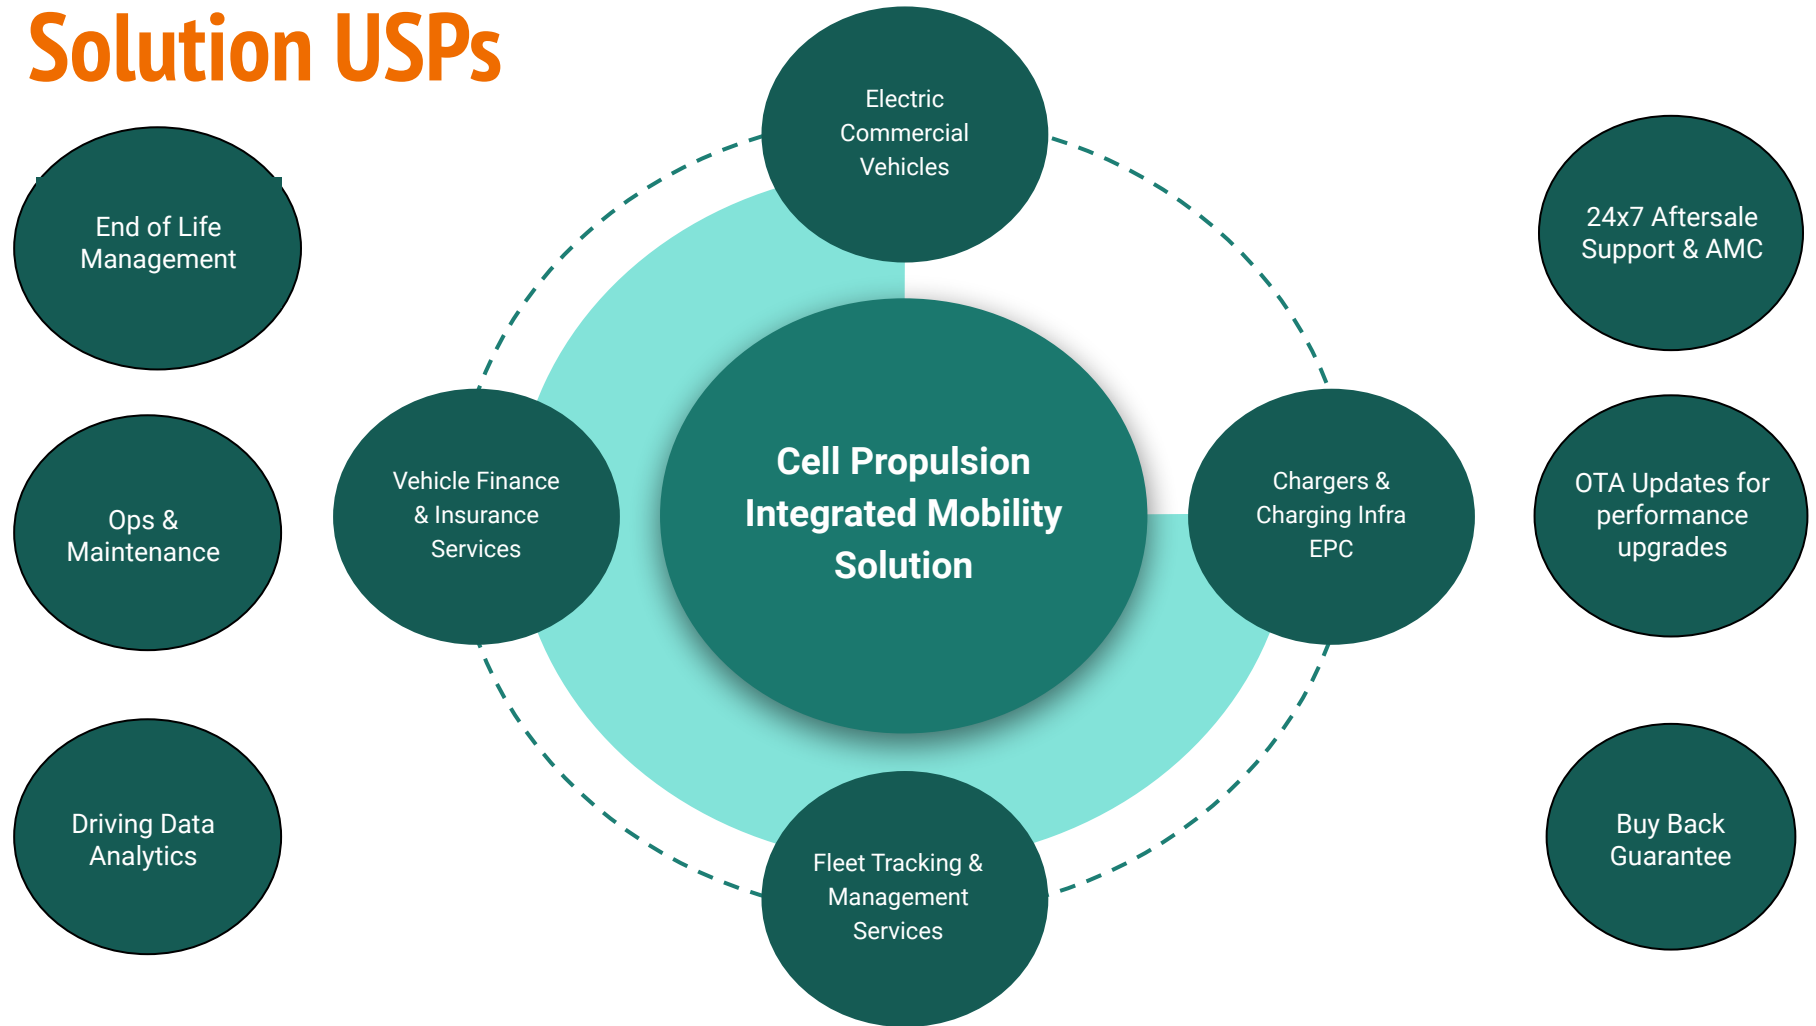 Solution USPs
Electric
Commercial
Vehicles
End of Life
Management
24x7 Aftersale
Support & AMC
Vehicle Finance
& Insurance
Services
Cell Propulsion
Integrated Mobility
Solution
Chargers &
Charging Infra
EPC
Ops &
Maintenance
OTA Updates for
performance
upgrades
Driving Data
Analytics
Fleet Tracking &
Management
Services
Buy Back
Guarantee